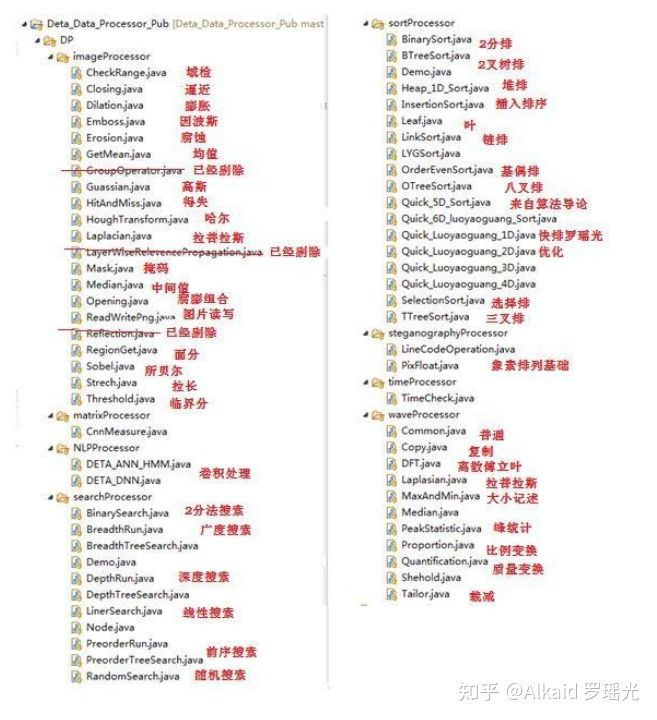 Deta_Data_Processor_Pub [Deta_Data_Processor_Pub mast
DP
imageProcessor
CheckRange.java 域检
Closing.java 逼近
Dilation.java 膨胀
Emboss.java 因波斯
Erosion.java 腐蚀
GetMean.java 均值
GroupOperator.java 已经删除
Guassian.java 高斯
HitAndMiss.java 得失
HoughTransform.java 哈尔
Laplacian.java 拉普拉斯
LayerWiseRelevencePropagation.java 已经删除
Mask.java 掩码
Median.java 中间值
Opening.java 腐膨组合
ReadWritePng.java 图片读写
Reflection.java 已经删除
RegionGet.java 面分
Sobel.java 所贝尔
Strech.java 拉长
Threshold.java 临界分
matrixProcessor
CnnMeasure.java
NLPProcessor
DETA_ANN_HMM.java
DETA_DNN.java 卷积处理
searchProcessor
BinarySearch.java 2分法搜索
BreadthRun.java 广度搜索
BreadthTreeSearch.java
Demo.java
DepthRun.java 深度搜索
DepthTreeSearch.java
LinerSearch.java 线性搜索
Node.java
PreorderRun.java
PreorderTreeSearch.java 前序搜索
RandomSearch.java 随机搜索
sortProcessor
BinarySort.java 2分排
BTreeSort.java 2叉树排
Demo.java
Heap_1D_Sort.java 堆排
InsertionSort.java 插入排序
Leaf.java 叶
LinkSort.java 链排
LYGSort.java
OrderEvenSort.java 基偶排
OTreeSort.java 八叉排
Quick_5D_Sort.java 来自算法导论
Quick_6D_luoyaoguang_Sort.java
Quick_Luoyaoguang_1D.java 快排罗瑶光
Quick_Luoyaoguang_2D.java 优化
Quick_Luoyaoguang_3D.java
Quick_Luoyaoguang_4D.java
SelectionSort.java 选择排
TTreeSort.java 三叉排
steganographyProcessor
LineCodeOperation.java
PixFloat.java 象素排列基础
timeProcessor
TimeCheck.java
waveProcessor
Common.java 普通
Copy.java 复制
DFT.java 离散傅立叶
Laplasian.java 拉普拉斯
MaxAndMin.java 大小记述
Median.java
PeakStatistic.java 峰统计
Proportion.java 比例变换
Quantification.java 质量变换
Shehold.java
Tailor.java 裁减
知乎 @Alkaid 罗瑶光